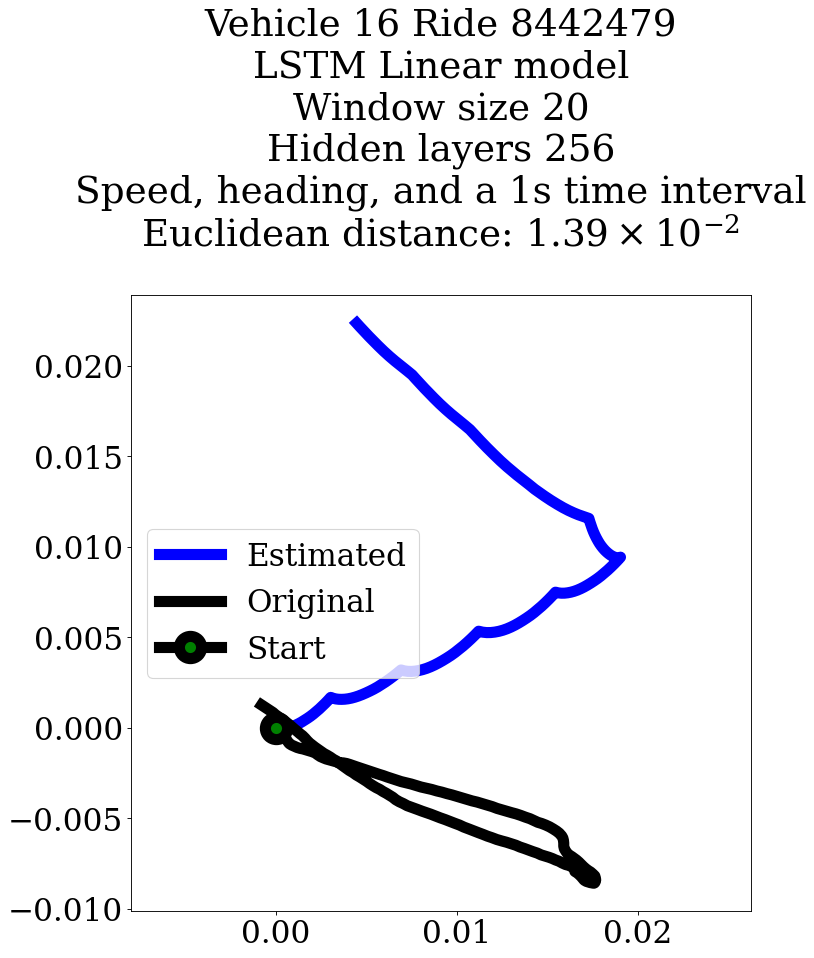 Vehicle 16 Ride 8442479
LSTM Linear model
Window size 20
Hidden layers 256
Speed, heading, and a 1s time interval
Euclidean distance: 1.39 × 10⁻²
0.020
0.015
0.010
0.005
0.000
−0.005
−0.010
Estimated
Original
Start
0.00 0.01 0.02